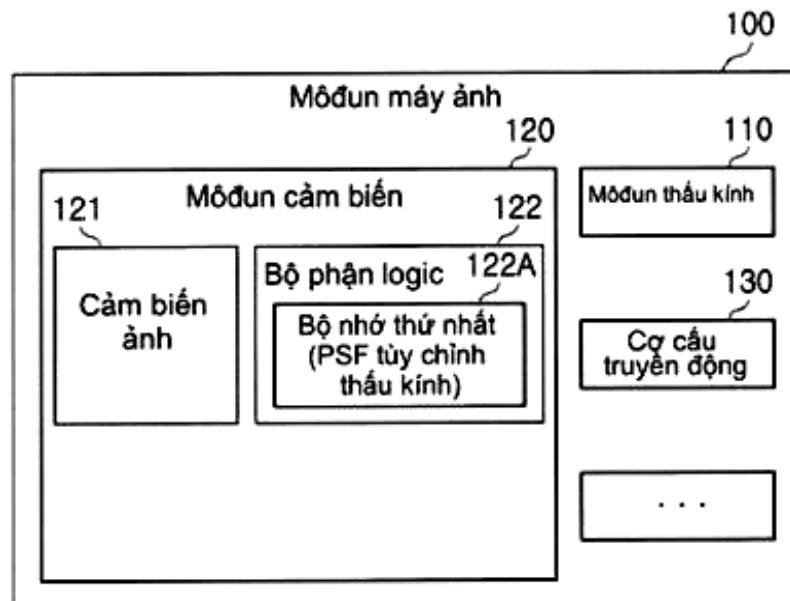 100
Môđun máy ảnh
120
110
Môđun cảm biến
Môđun thấu kính
121
122
Bộ phận logic
122A
Cảm biến
ảnh
Bộ nhớ thứ nhất
(PSF tùy chỉnh
thấu kính)
130
Cơ cấu
truyền động
. . .